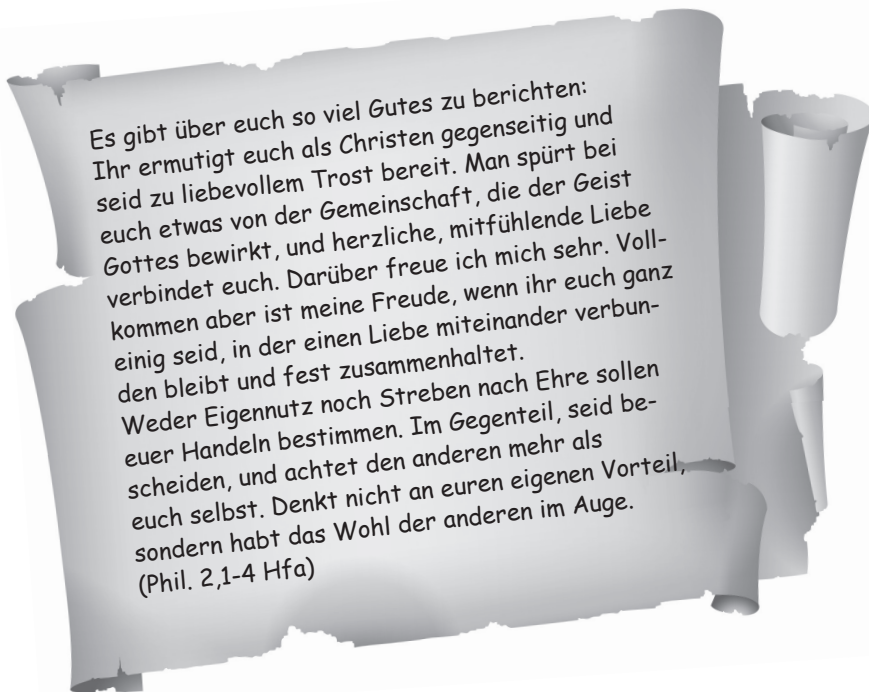 Es gibt über euch so viel Gutes zu berichten:
Ihr ermutigt euch als Christen gegenseitig und
seid zu liebevollem Trost bereit. Man spürt bei
euch etwas von der Gemeinschaft, die der Geist
Gottes bewirkt, und herzliche, mitfühlende Liebe
verbindet euch. Darüber freue ich mich sehr. Voll-
kommen aber ist meine Freude, wenn ihr euch ganz
einig seid, in der einen Liebe miteinander verbun-
den bleibt und fest zusammenhaltet.
Weder Eigennutz noch Streben nach Ehre sollen
euer Handeln bestimmen. Im Gegenteil, seid be-
scheiden, und achtet den anderen mehr als
euch selbst. Denkt nicht an euren eigenen Vorteil,
sondern habt das Wohl der anderen im Auge.
(Phil. 2,1-4 Hfa)